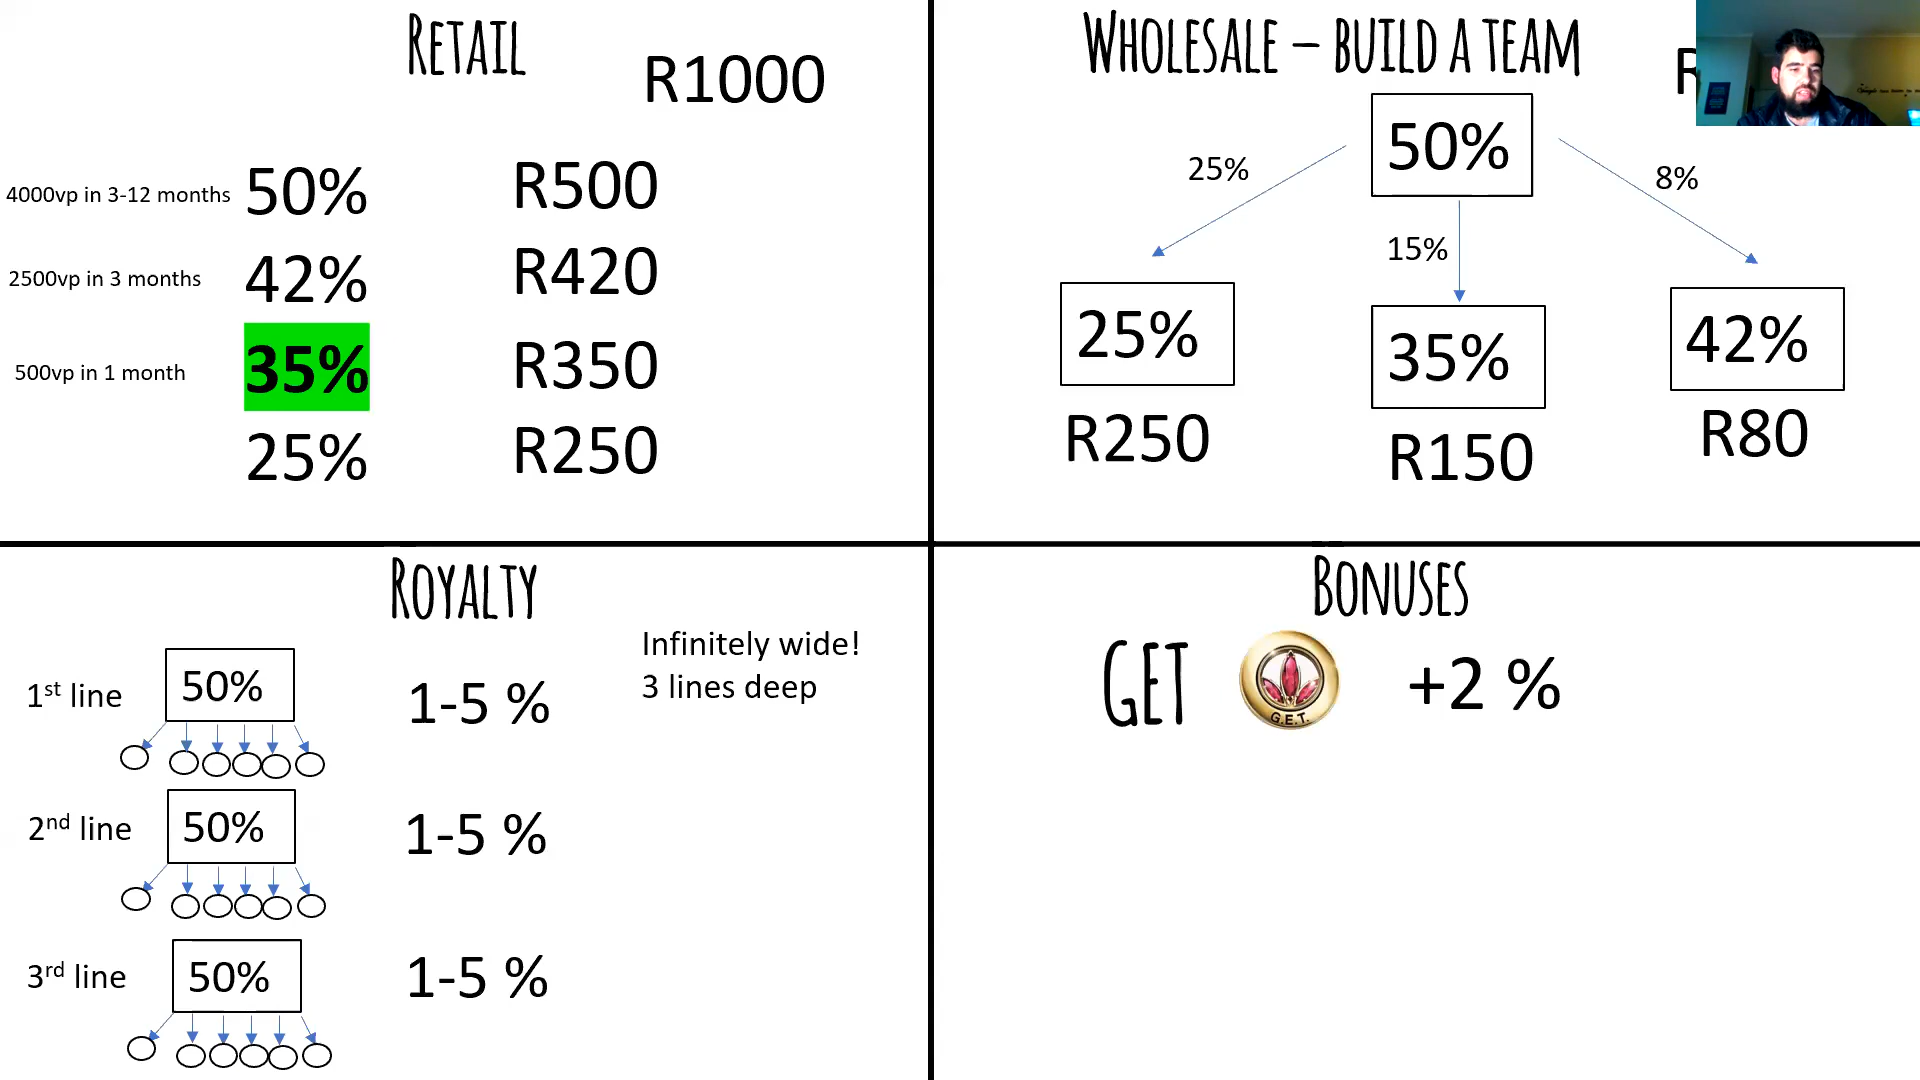 RETAIL
R1000
4000vp in 3-12 months 50% R500
2500vp in 3 months 42% R420
500vp in 1 month 35% R350
25% R250
WHOLESALE – BUILD A TEAM
50%
25% 15% 8%
25% 35% 42%
R250 R150 R80
ROYALTY
Infinitely wide!
3 lines deep
1st line 50% 1-5 %
2nd line 50% 1-5 %
3rd line 50% 1-5 %
BONUSES
GET G.E.T. +2 %